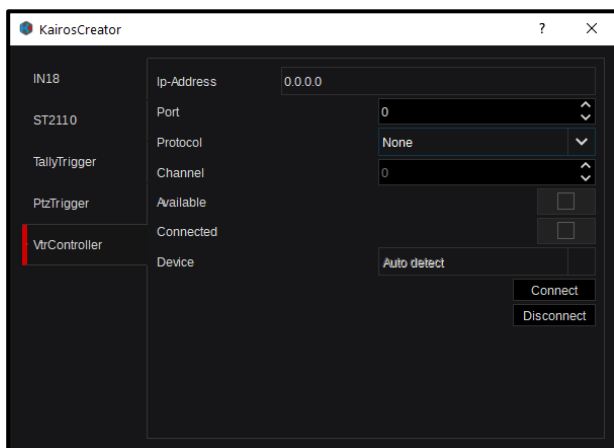 KairosCreator ? ×
IN18
ST2110
TallyTrigger
PtzTrigger
VtrController
Ip-Address 0.0.0.0
Port 0
Protocol None
Channel 0
Available
Connected
Device Auto detect
Connect
Disconnect